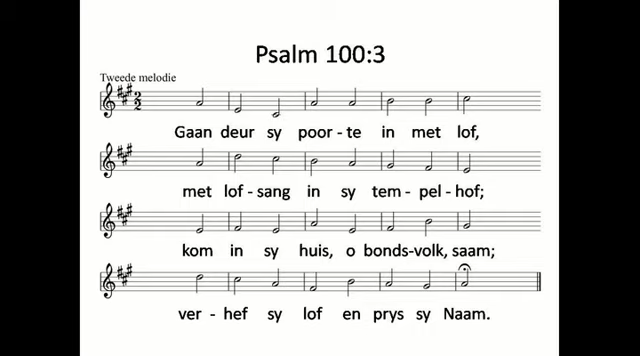 Psalm 100:3
Tweede melodie
Gaan deur sy poor - te in met lof,
met lof - sang in sy tem - pel - hof;
kom in sy huis, o bonds-volk, saam;
ver - hef sy lof en prys sy Naam.